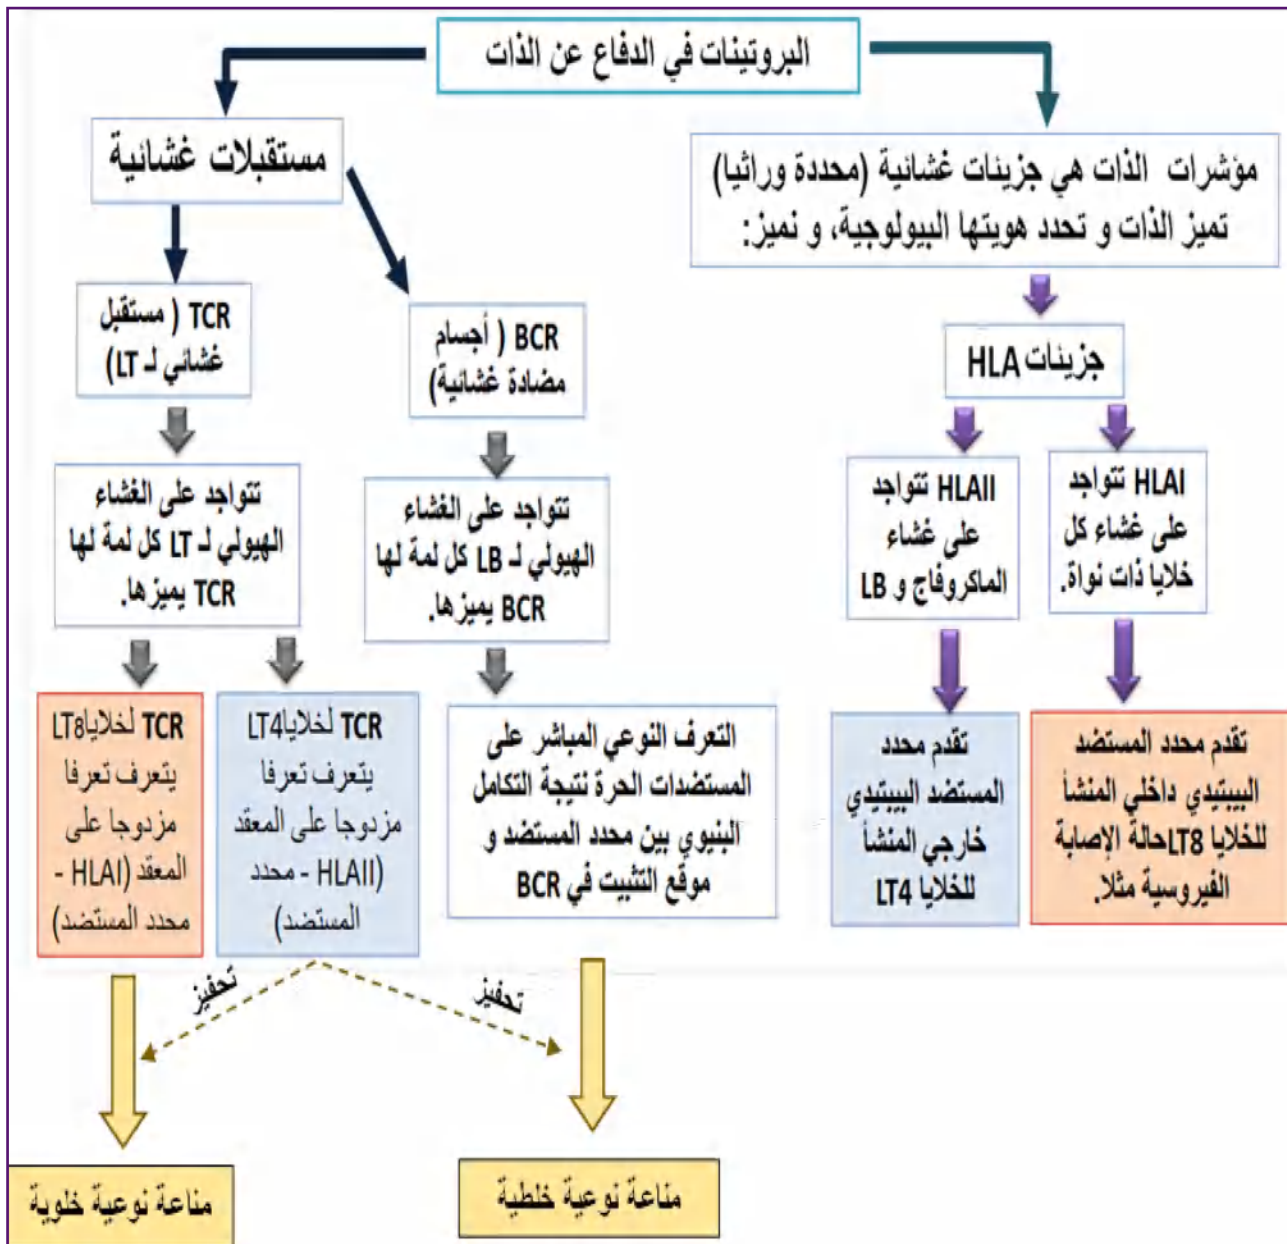 البروتينات في الدفاع عن الذات
مؤشرات الذات هي جزيئات غشائية (محددة وراثيا)
تميز الذات و تحدد هويتها البيولوجية، و نميز:
جزيئات HLA
HLAI تتواجد
على غشاء كل
خلايا ذات نواة.
تقدم محدد المستضد
الببتيدي داخلي المنشأ
للخلايا LT8حالة الإصابة
الفيروسية مثلا.
HLAII تتواجد
على غشاء
الماكروفاج و LB
تقدم محدد
المستضد الببتيدي
خارجي المنشأ
للخلايا LT4
مستقبلات غشائية
BCR ( أجسام
مضادة غشائية)
تتواجد على الغشاء
الهيولي لـ LB كل لمة لها
BCR يميزها.
التعرف النوعي المباشر على
المستضدات الحرة نتيجة التكامل
البنيوي بين محدد المستضد و
موقع التثبيت في BCR
TCR ( مستقبل
غشائي لـ LT)
تتواجد على الغشاء
الهيولي لـ LT كل لمة لها
TCR يميزها.
TCR لخلايا LT4
يتعرف تعرفا
مزدوجا على المعقد
(HLAII - محدد
المستضد)
TCR لخلايا LT8
يتعرف تعرفا
مزدوجا على
المعقد (HLAI -
محدد المستضد)
تحفيز
تحفيز
مناعة نوعية خلطية
مناعة نوعية خلوية